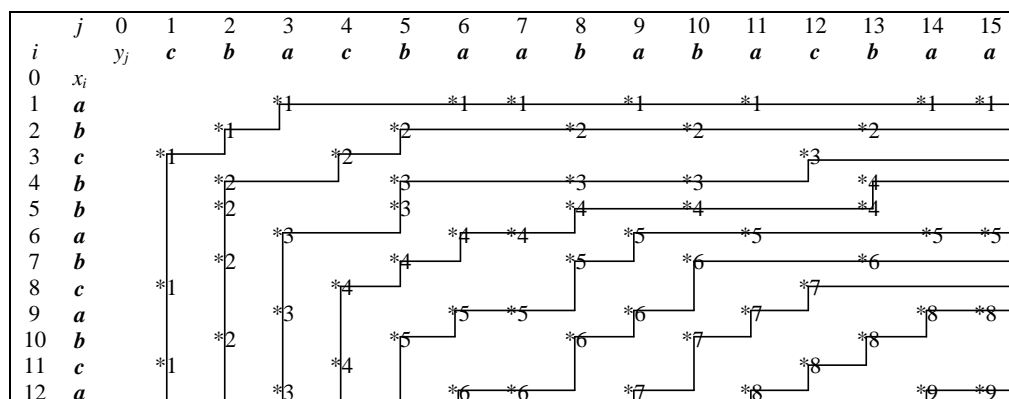 j 0 1 2 3 4 5 6 7 8 9 10 11 12 13 14 15
i y_j c b a c b a a b a b a c b a a
0 x_i
1 a *1 *1 *1 *1 *1 *1 *1
2 b *1 *2 *2 *2 *2
3 c *1 *2 *3
4 b *2 *3 *3 *3 *4
5 b *2 *3 *4 *4 *4
6 a *3 *4 *4 *5 *5 *5 *5
7 b *2 *4 *5 *6 *6
8 c *1 *4 *7
9 a *3 *5 *5 *6 *7 *8 *8
10 b *2 *5 *6 *7 *8
11 c *1 *4 *8
12 a *3 *6 *6 *7 *8 *9 *9